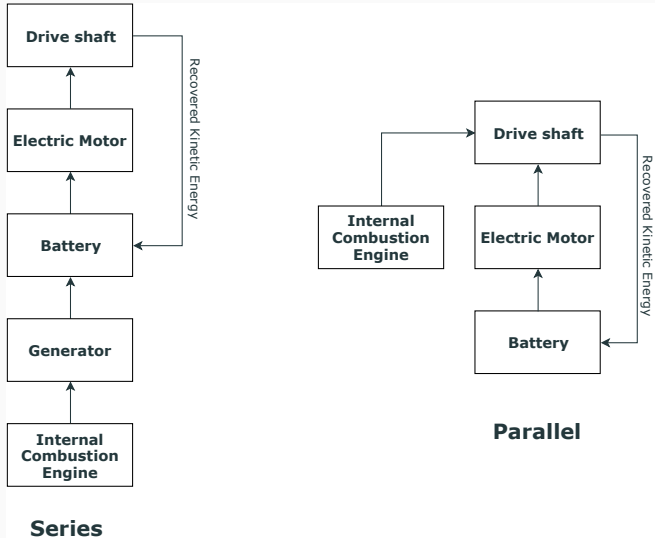 Drive shaft
Recovered Kinetic Energy
Electric Motor
Battery
Generator
Internal
Combustion
Engine
Series
Drive shaft
Recovered Kinetic Energy
Internal
Combustion
Engine
Electric Motor
Battery
Parallel